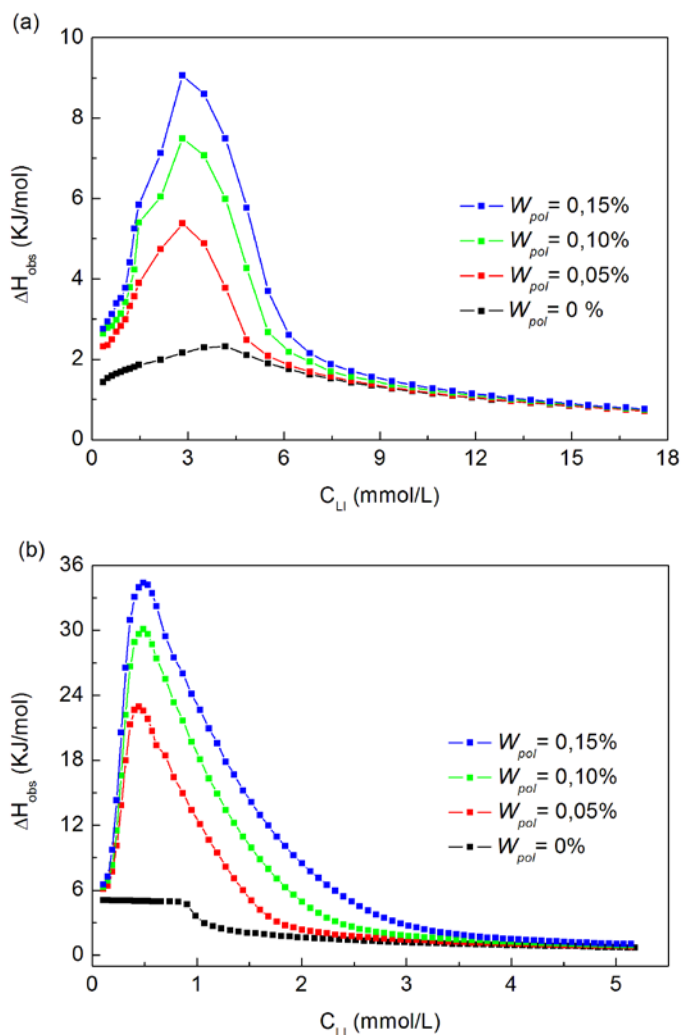 (a)
10
8
6
4
2
0
ΔH_obs (KJ/mol)
W_pol = 0,15%
W_pol = 0,10%
W_pol = 0,05%
W_pol = 0 %
0 3 6 9 12 15 18
C_LI (mmol/L)
(b)
36
30
24
18
12
6
0
ΔH_obs (KJ/mol)
W_pol = 0,15%
W_pol = 0,10%
W_pol = 0,05%
W_pol = 0%
0 1 2 3 4 5
C_LI (mmol/L)